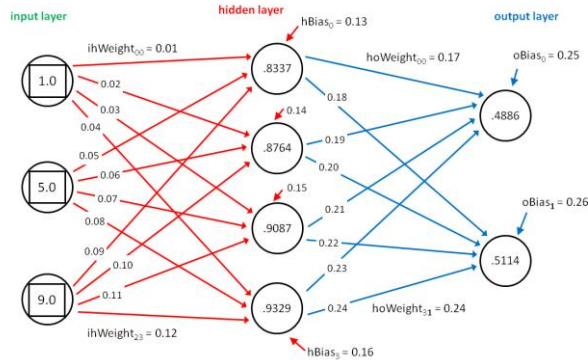 input layer
hidden layer
output layer
hBias₀ = 0.13
ihWeight₀₀ = 0.01
hoWeight₀₀ = 0.17
oBias₀ = 0.25
1.0
.8337
0.02
0.03
0.04
0.18
.4886
0.14
0.19
.8764
0.20
0.05
0.06
5.0
0.07
0.08
0.15
0.21
.9087
0.22
oBias₁ = 0.26
.5114
0.09
0.10
0.11
0.23
9.0
.9329
0.24
hoWeight₃₁ = 0.24
ihWeight₂₃ = 0.12
hBias₃ = 0.16